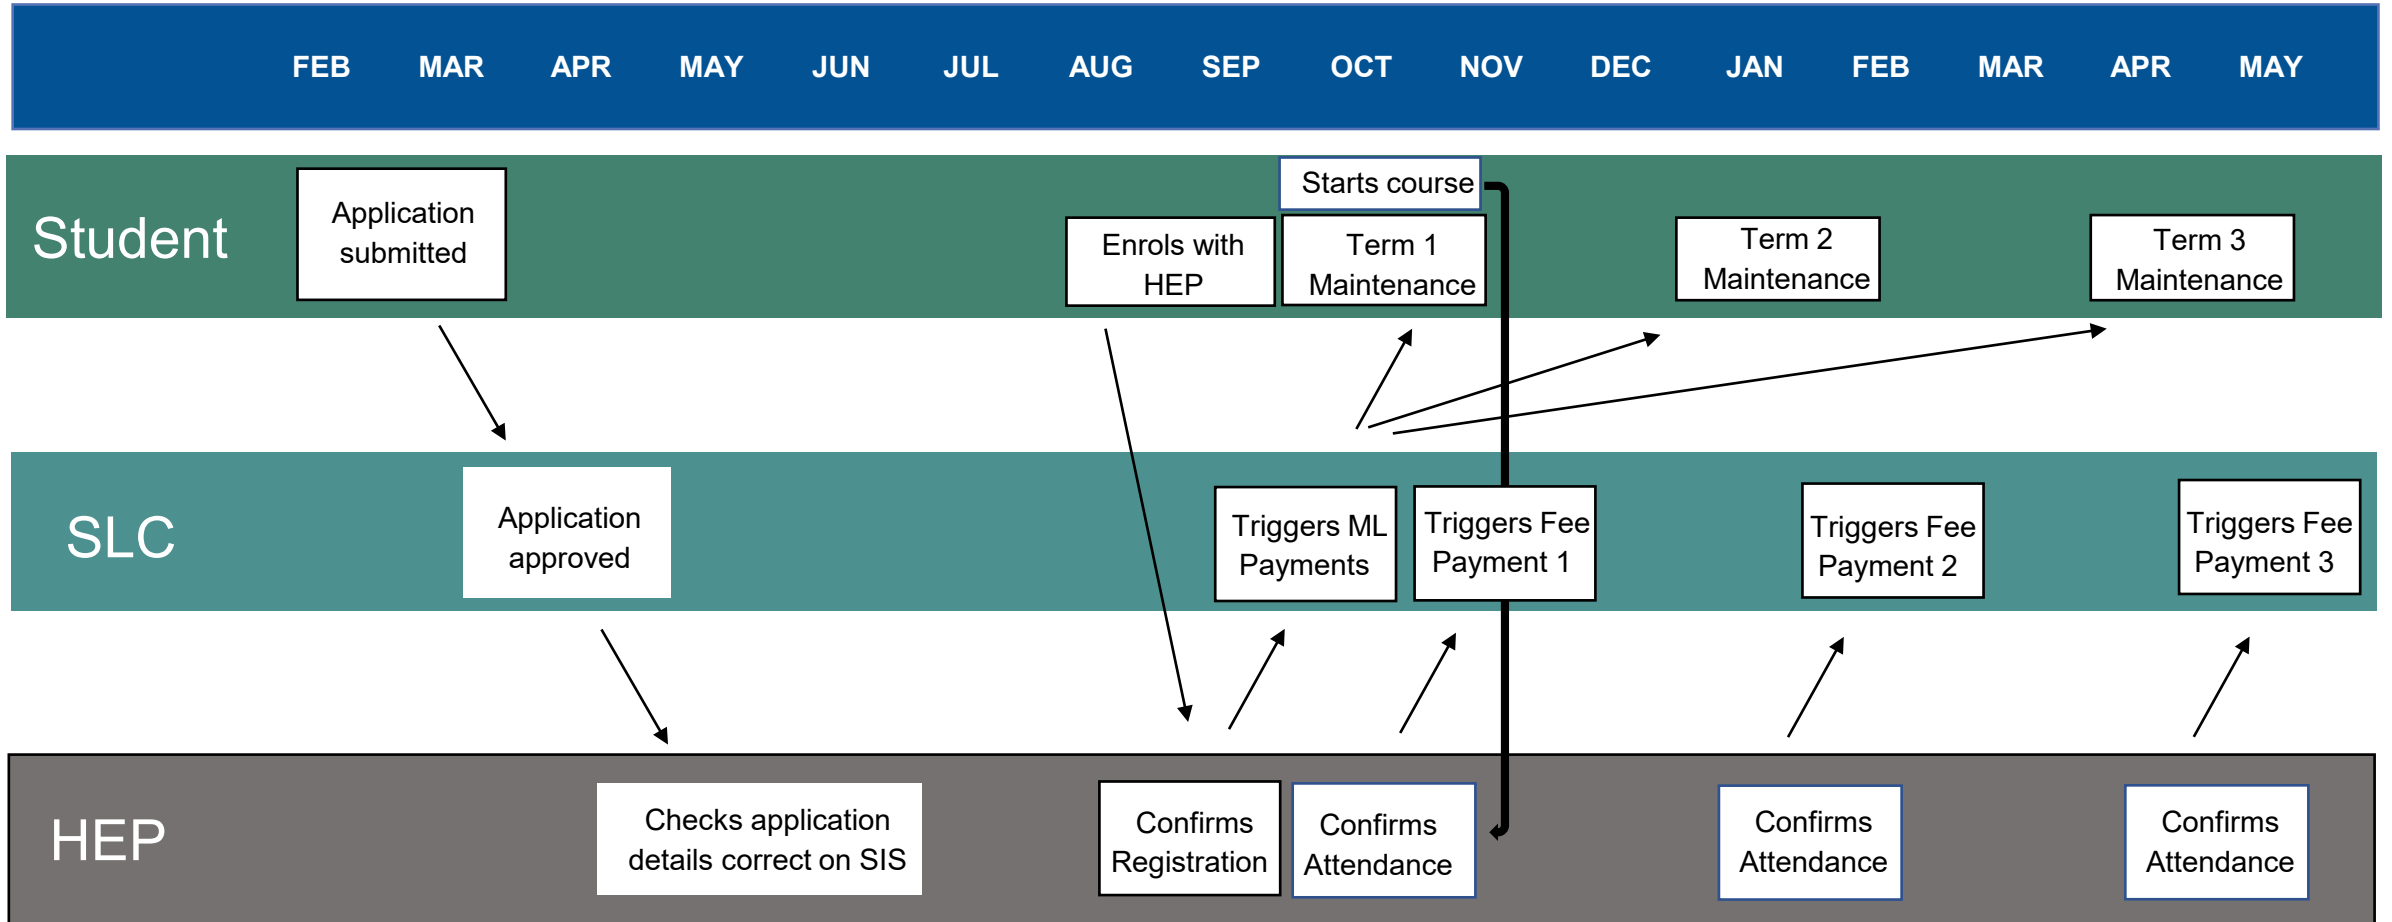 FEB MAR APR MAY JUN JUL AUG SEP OCT NOV DEC JAN FEB MAR APR MAY
Student
Application
submitted
Enrols with
HEP
Starts course
Term 1
Maintenance
Term 2
Maintenance
Term 3
Maintenance
SLC
Application
approved
Triggers ML
Payments
Triggers Fee
Payment 1
Triggers Fee
Payment 2
Triggers Fee
Payment 3
HEP
Checks application
details correct on SIS
Confirms
Registration
Confirms
Attendance
Confirms
Attendance
Confirms
Attendance